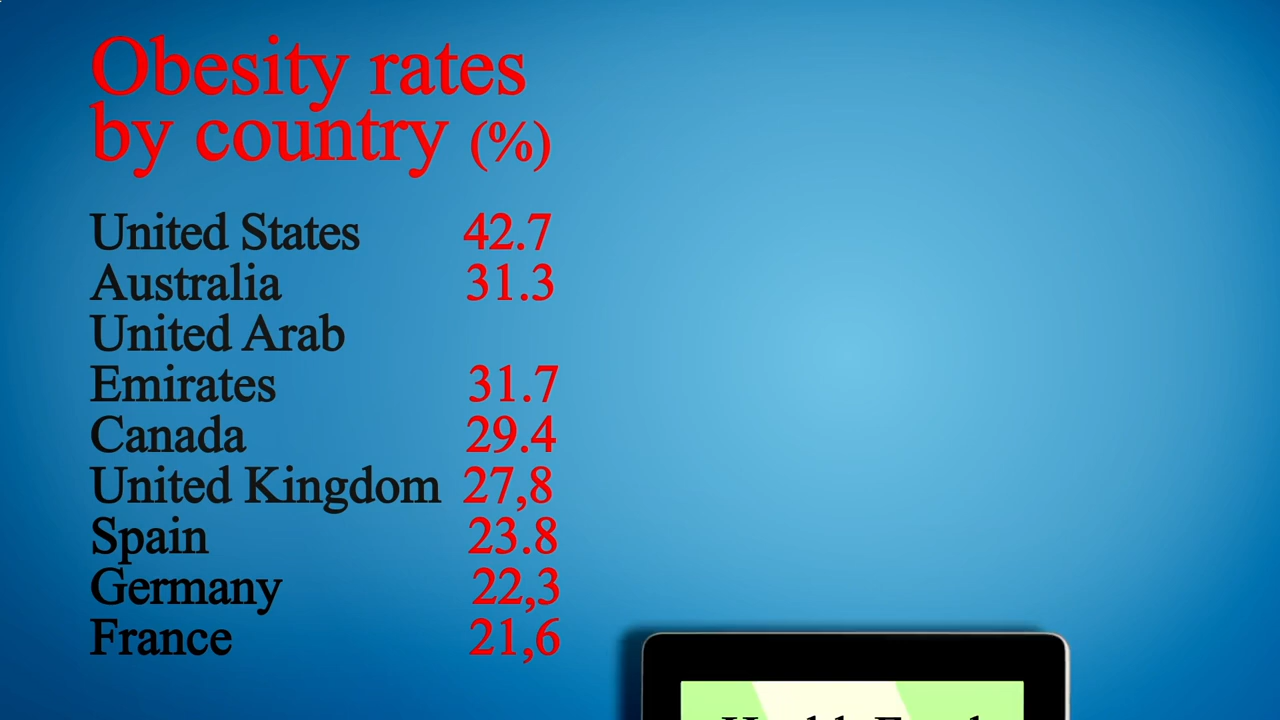 Obesity rates
by country (%)
United States 42.7
Australia 31.3
United Arab
Emirates 31.7
Canada 29.4
United Kingdom 27,8
Spain 23.8
Germany 22,3
France 21,6